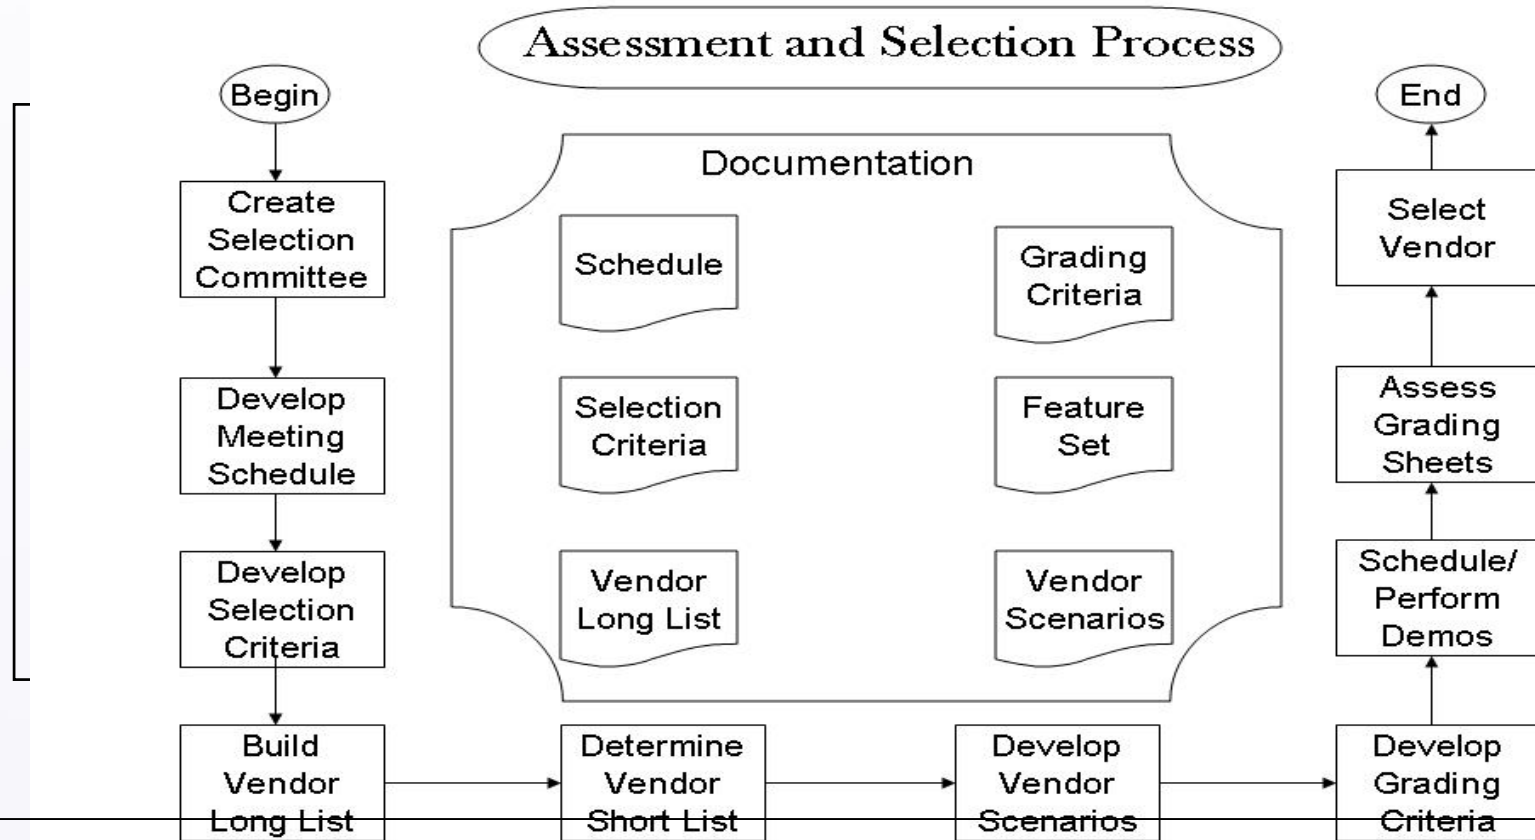 Assessment and Selection Process
Begin
Create
Selection
Committee
Develop
Meeting
Schedule
Develop
Selection
Criteria
Build
Vendor
Long List
Determine
Vendor
Short List
Develop
Vendor
Scenarios
Develop
Grading
Criteria
Schedule/
Perform
Demos
Assess
Grading
Sheets
Select
Vendor
End
Documentation
Schedule
Selection
Criteria
Vendor
Long List
Grading
Criteria
Feature
Set
Vendor
Scenarios